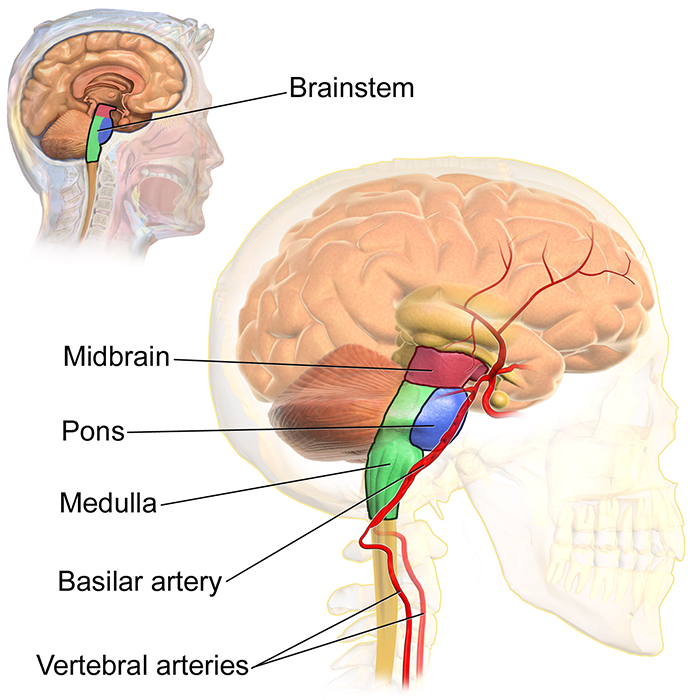 Brainstem
Midbrain
Pons
Medulla
Basilar artery
Vertebral arteries